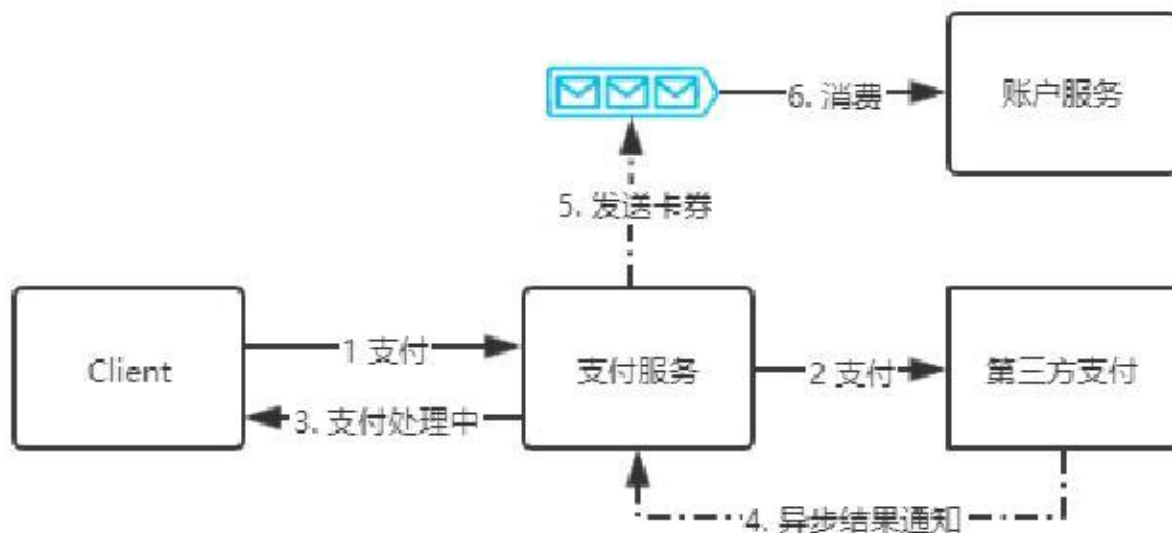 6. 消费
账户服务
5. 发送卡券
Client
1 支付
支付服务
2 支付
第三方支付
3. 支付处理中
4. 异步结果通知